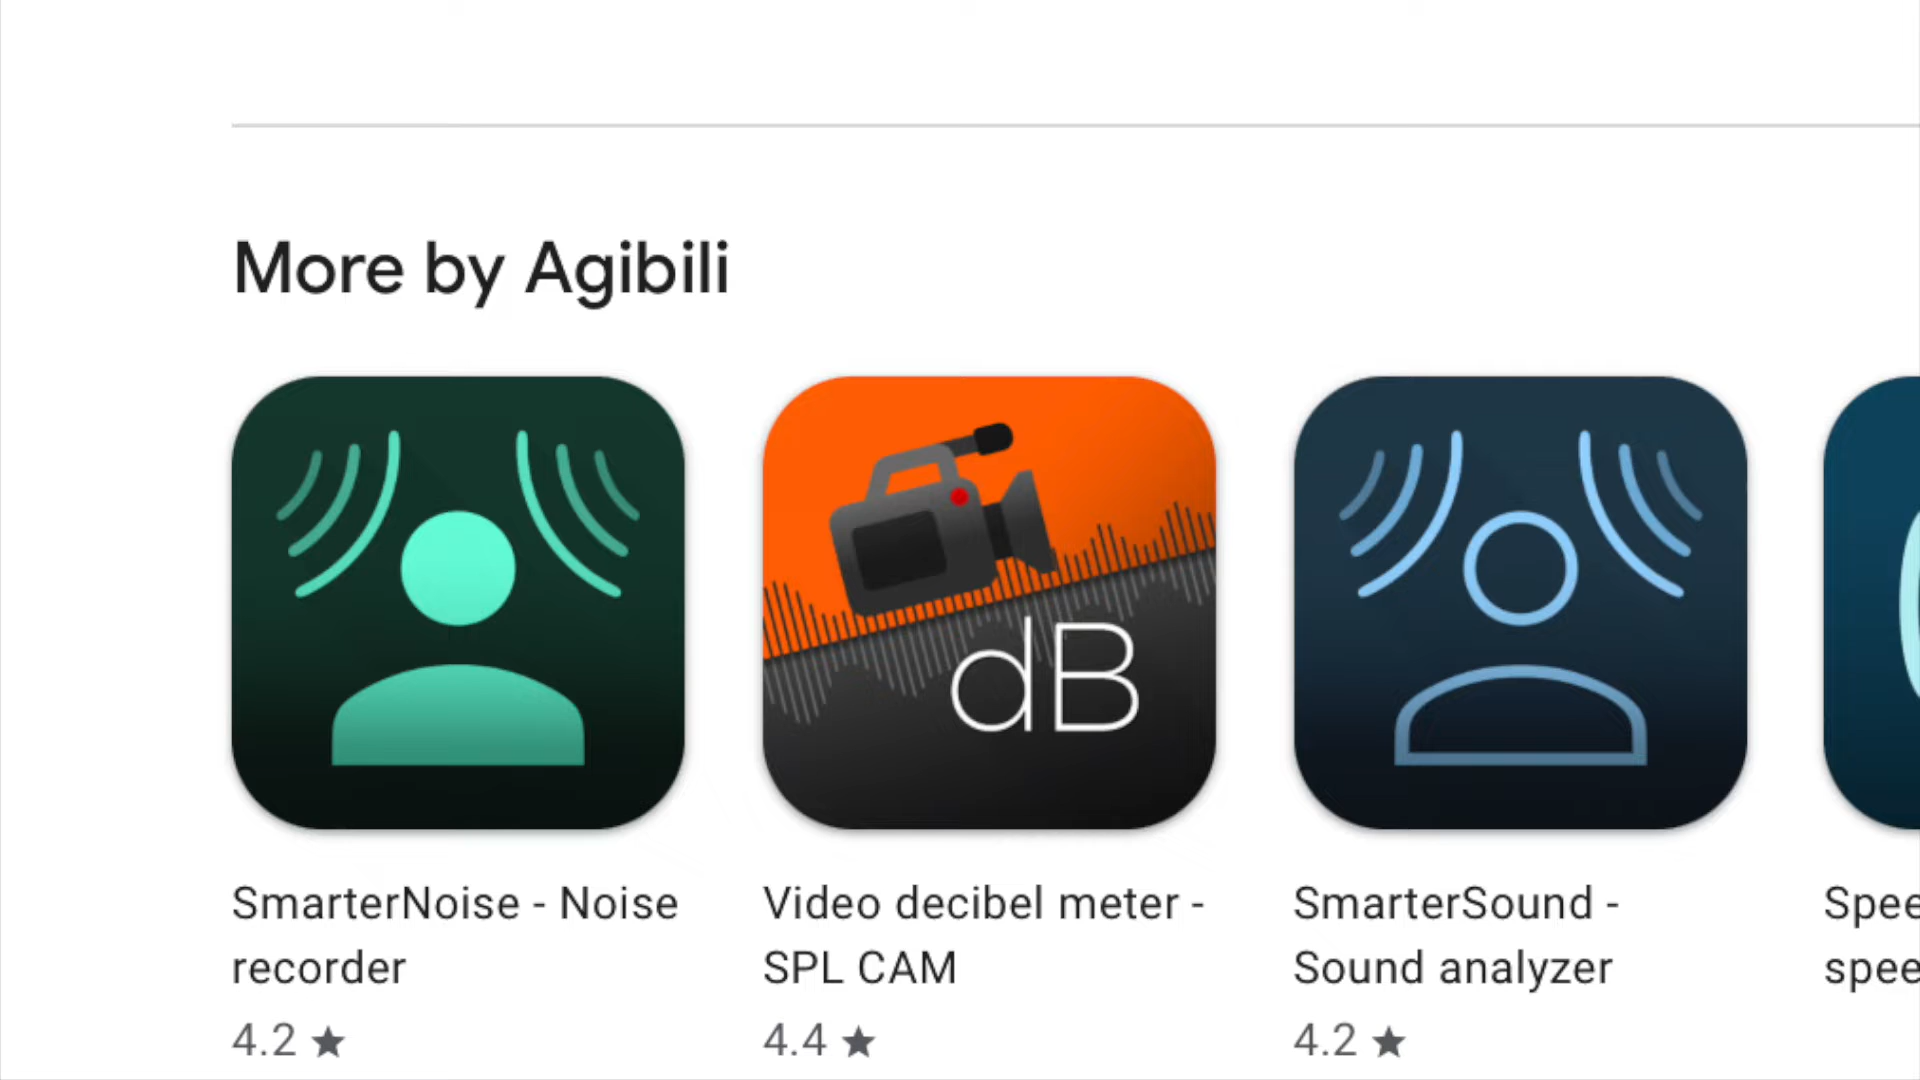 More by Agibili
dB
SmarterNoise - Noise
recorder
4.2 ★
Video decibel meter -
SPL CAM
4.4 ★
SmarterSound -
Sound analyzer
4.2 ★